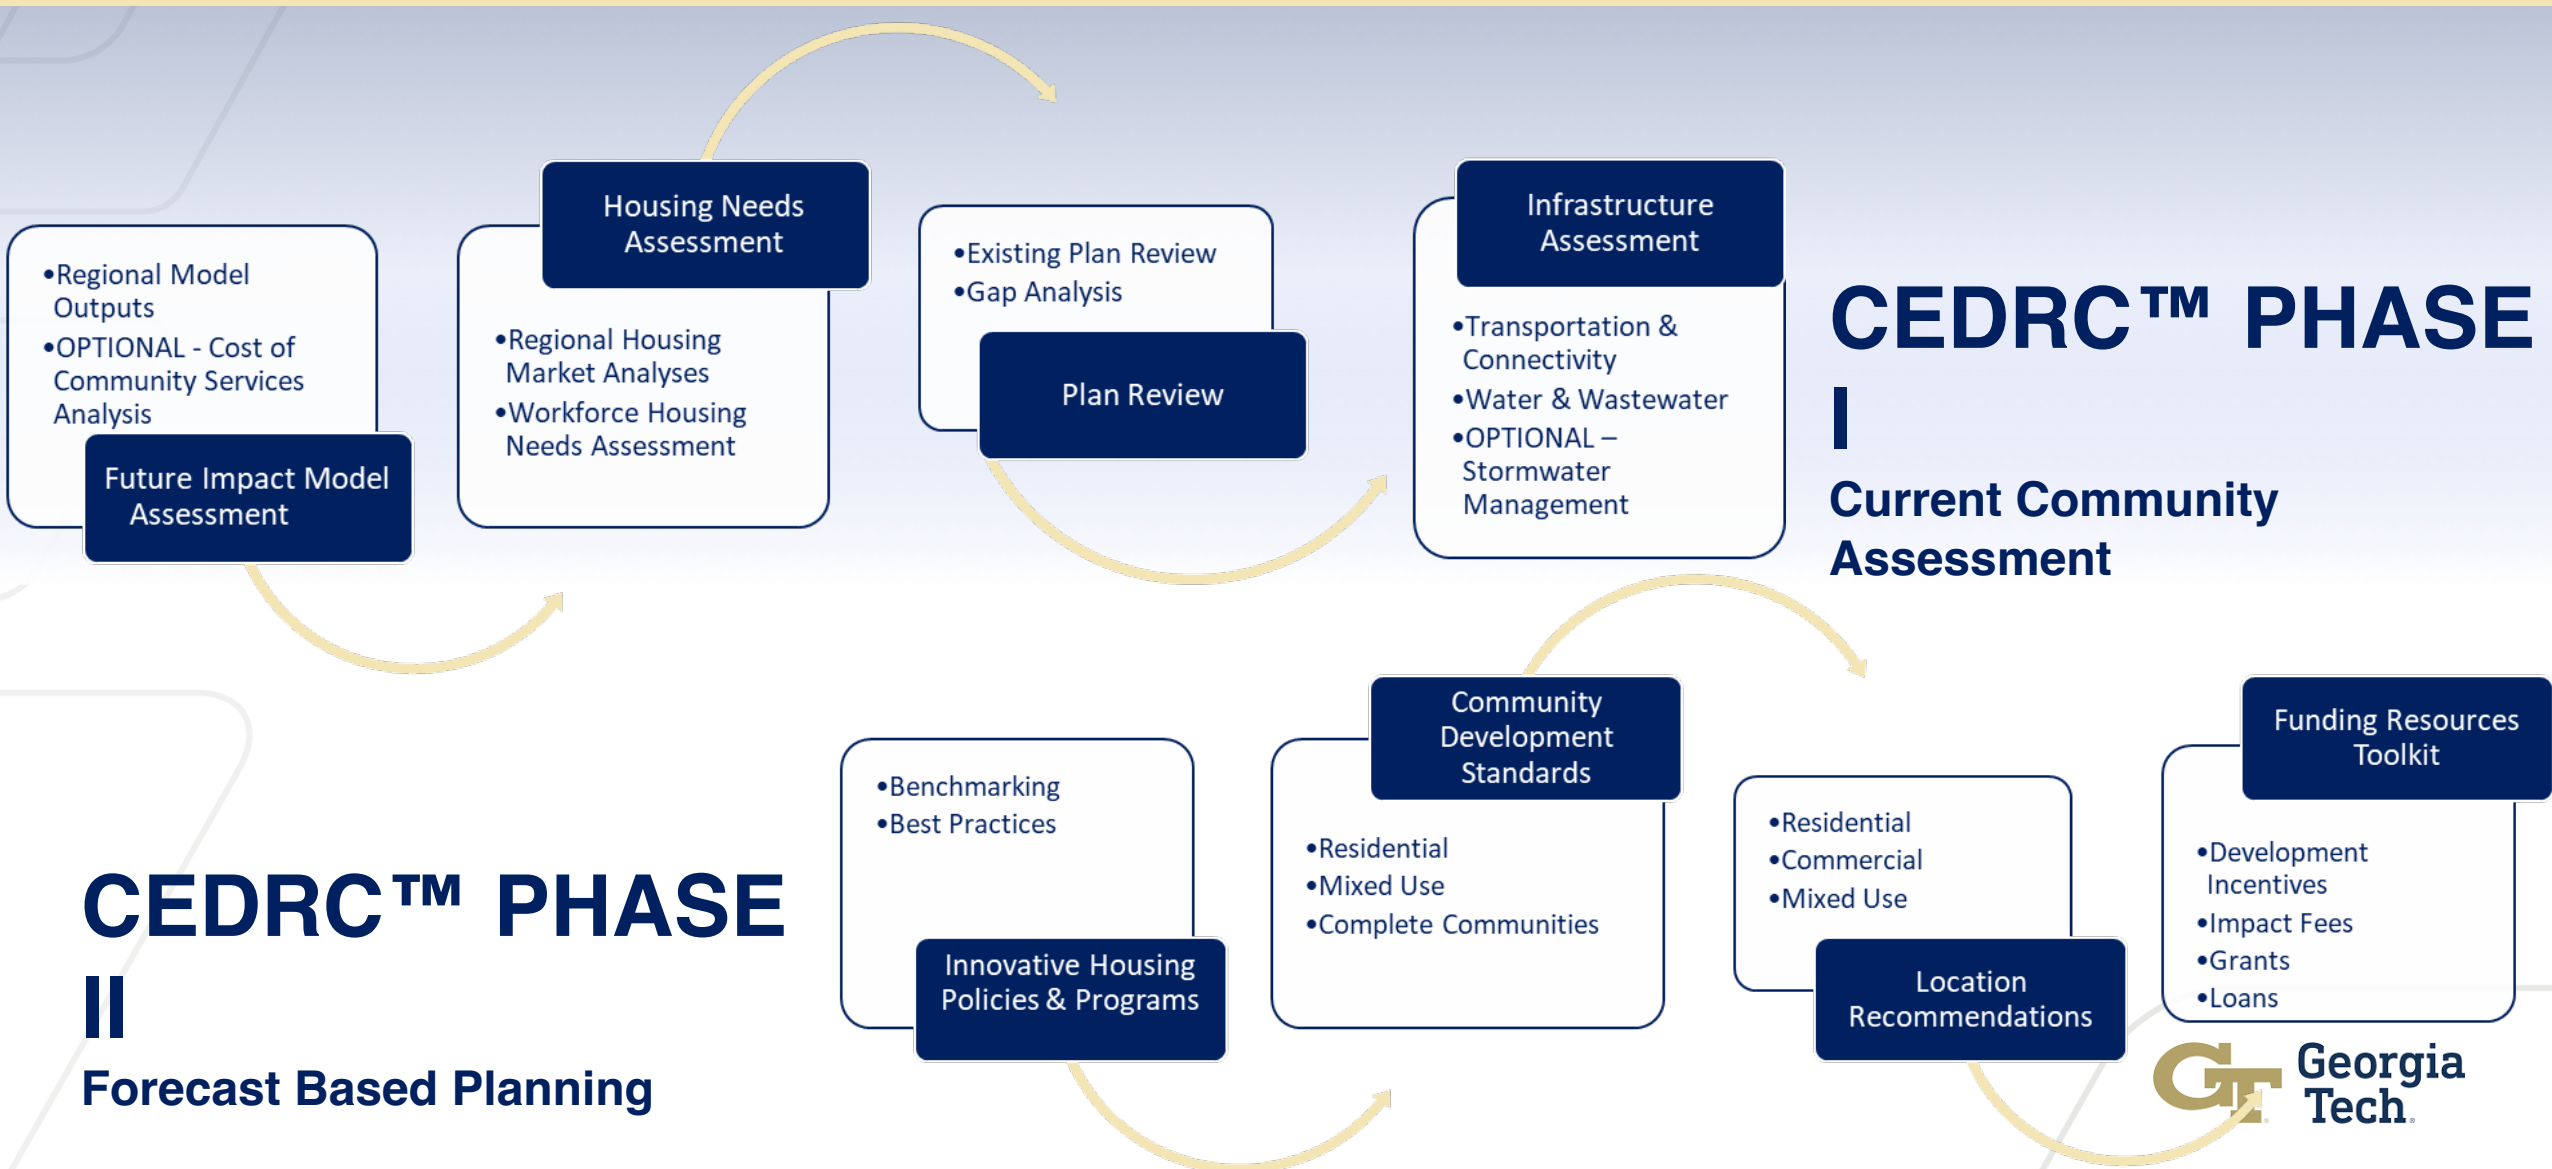 •Regional Model
Outputs
•OPTIONAL - Cost of
Community Services
Analysis
Future Impact Model
Assessment
Housing Needs
Assessment
•Regional Housing
Market Analyses
•Workforce Housing
Needs Assessment
•Existing Plan Review
•Gap Analysis
Plan Review
Infrastructure
Assessment
•Transportation &
Connectivity
•Water & Wastewater
•OPTIONAL –
Stormwater
Management
CEDRC™ PHASE
I
Current Community
Assessment
CEDRC™ PHASE
II
Forecast Based Planning
•Benchmarking
•Best Practices
Innovative Housing
Policies & Programs
Community
Development
Standards
•Residential
•Mixed Use
•Complete Communities
•Residential
•Commercial
•Mixed Use
Location
Recommendations
Funding Resources
Toolkit
•Development
Incentives
•Impact Fees
•Grants
•Loans
GT
Georgia
Tech